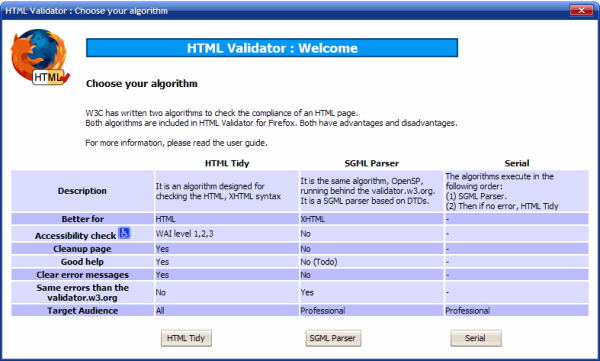 HTML Validator : Choose your algorithm
HTML Validator : Welcome
HTML
Choose your algorithm
W3C has written two algorithms to check the compliance of an HTML page.
Both algorithms are included in HTML Validator for Firefox. Both have advantages and disadvantages.
For more information, please read the user guide.
HTML Tidy SGML Parser Serial
Description
It is an algorithm designed for
checking the HTML, XHTML syntax
It is the same algorithm, OpenSP,
running behind the validator.w3.org.
It is a SGML parser based on DTDs.
The algorithms execute in the
following order:
(1) SGML Parser.
(2) Then if no error, HTML Tidy
Better for HTML XHTML -
Accessibility check WAI level 1,2,3 No -
Cleanup page Yes No -
Good help Yes No (Todo) -
Clear error messages Yes No -
Same errors than the
validator.w3.org No Yes -
Target Audience All Professional Professional
HTML Tidy SGML Parser Serial